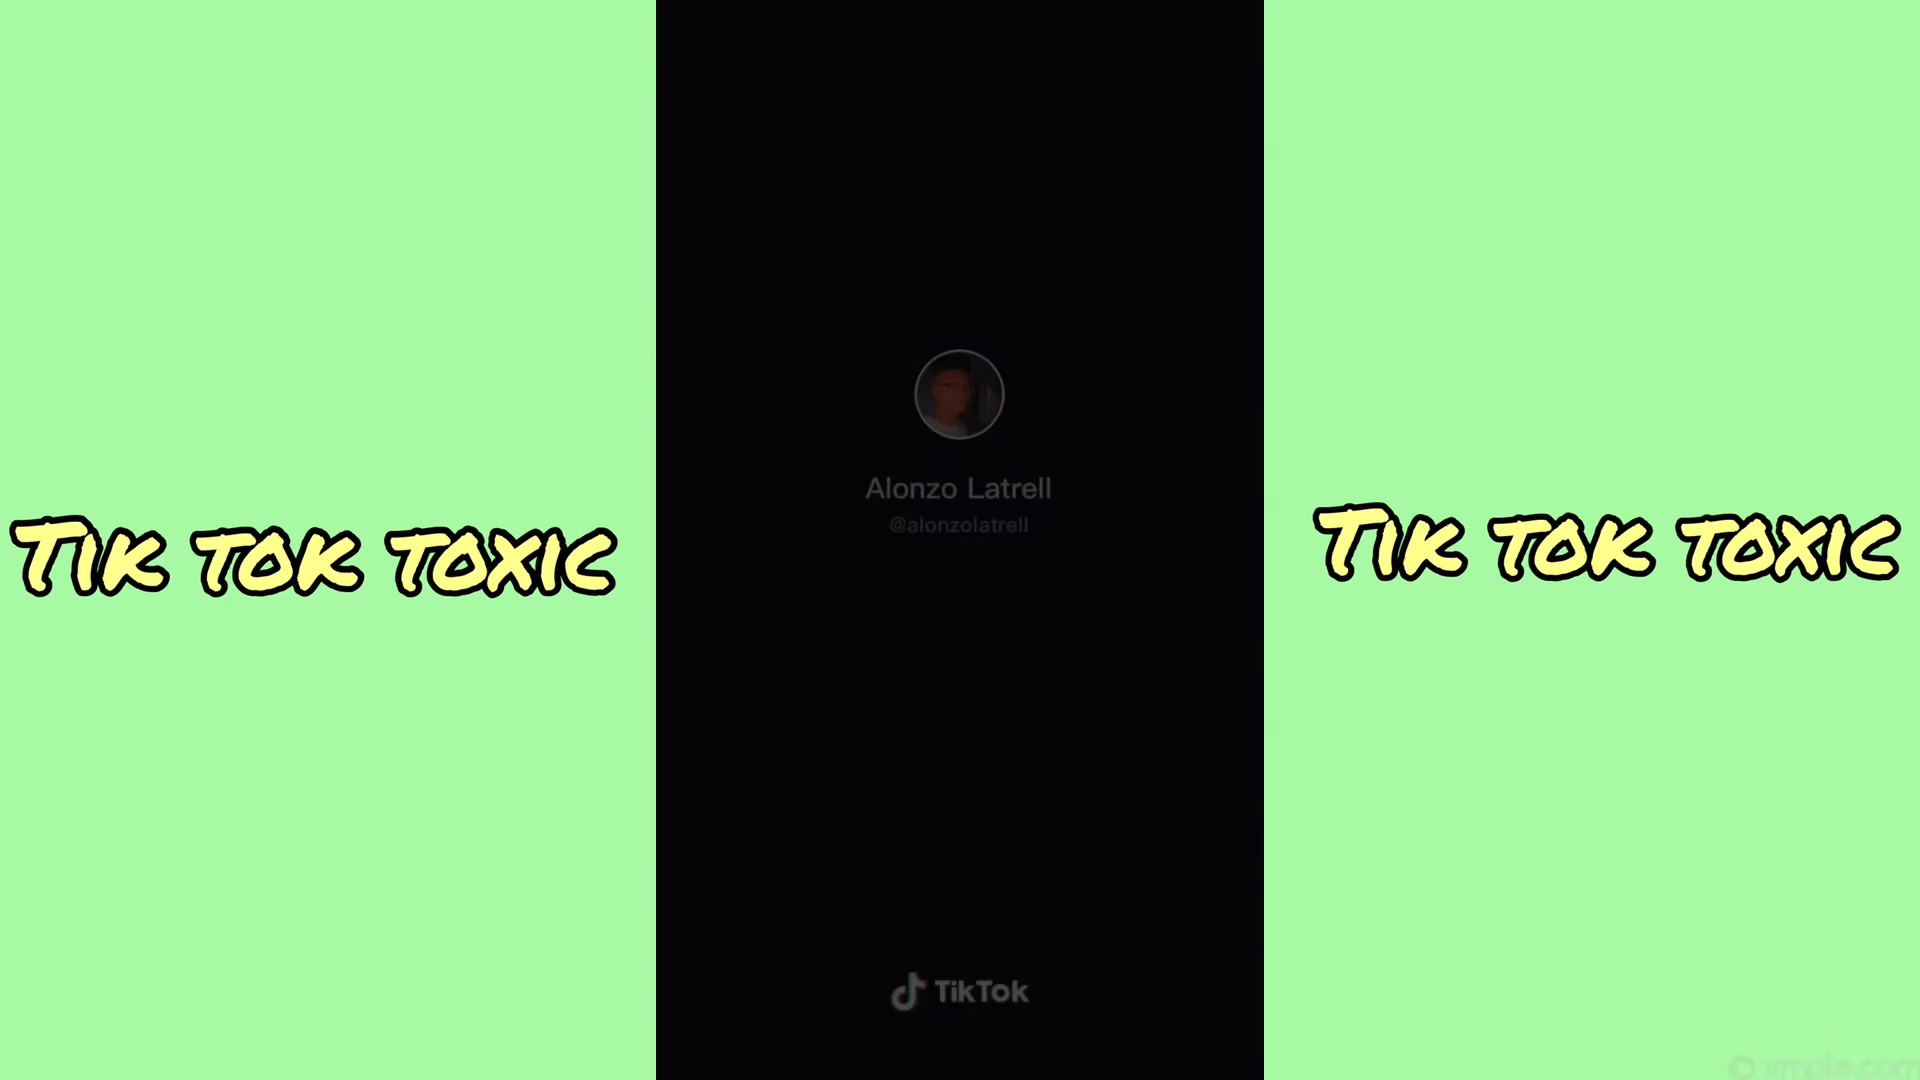 Tik tok toxic
Alonzo Latrell
@alonzolatrell
TikTok
Tik tok toxic